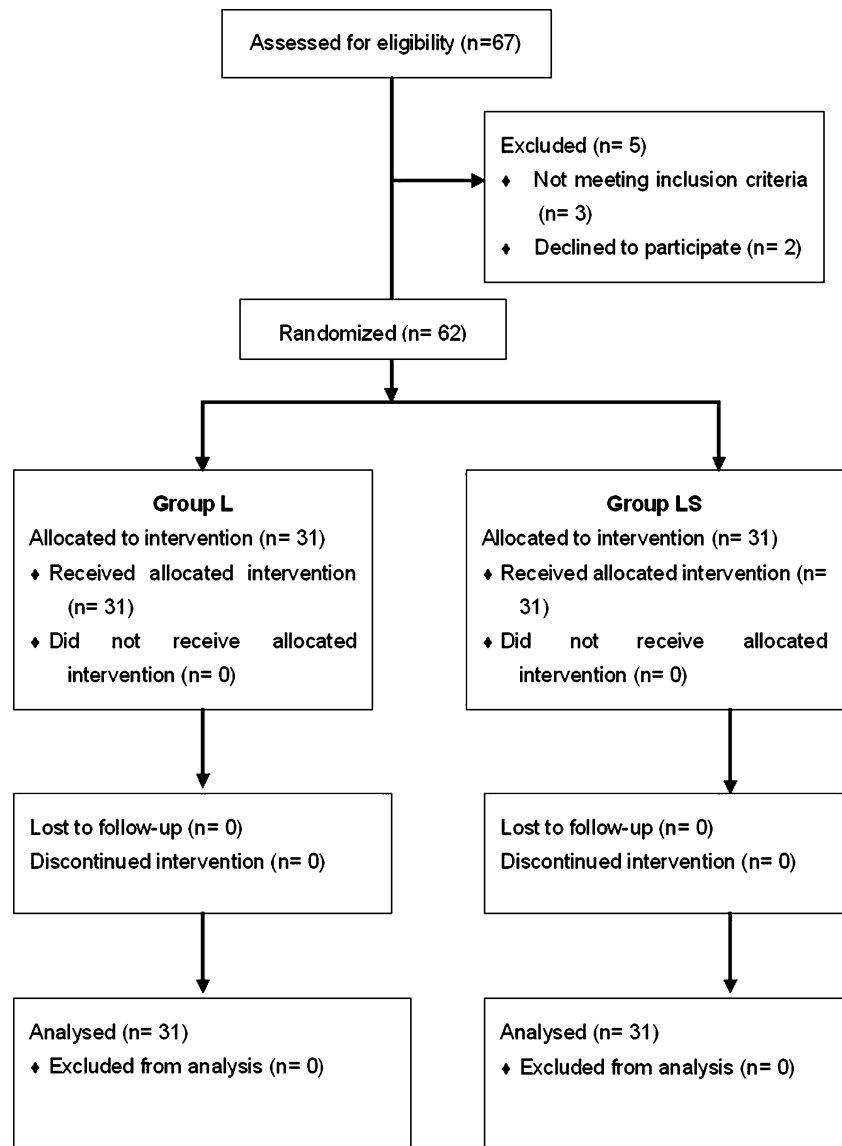 Assessed for eligibility (n=67)
Excluded (n= 5)
♦ Not meeting inclusion criteria
(n= 3)
♦ Declined to participate (n= 2)
Randomized (n= 62)
Group L
Allocated to intervention (n= 31)
♦ Received allocated intervention
(n= 31)
♦ Did not receive allocated
intervention (n= 0)
Group LS
Allocated to intervention (n= 31)
♦ Received allocated intervention (n=
31)
♦ Did not receive allocated
intervention (n= 0)
Lost to follow-up (n= 0)
Discontinued intervention (n= 0)
Lost to follow-up (n= 0)
Discontinued intervention (n= 0)
Analysed (n= 31)
♦ Excluded from analysis (n= 0)
Analysed (n= 31)
♦ Excluded from analysis (n= 0)